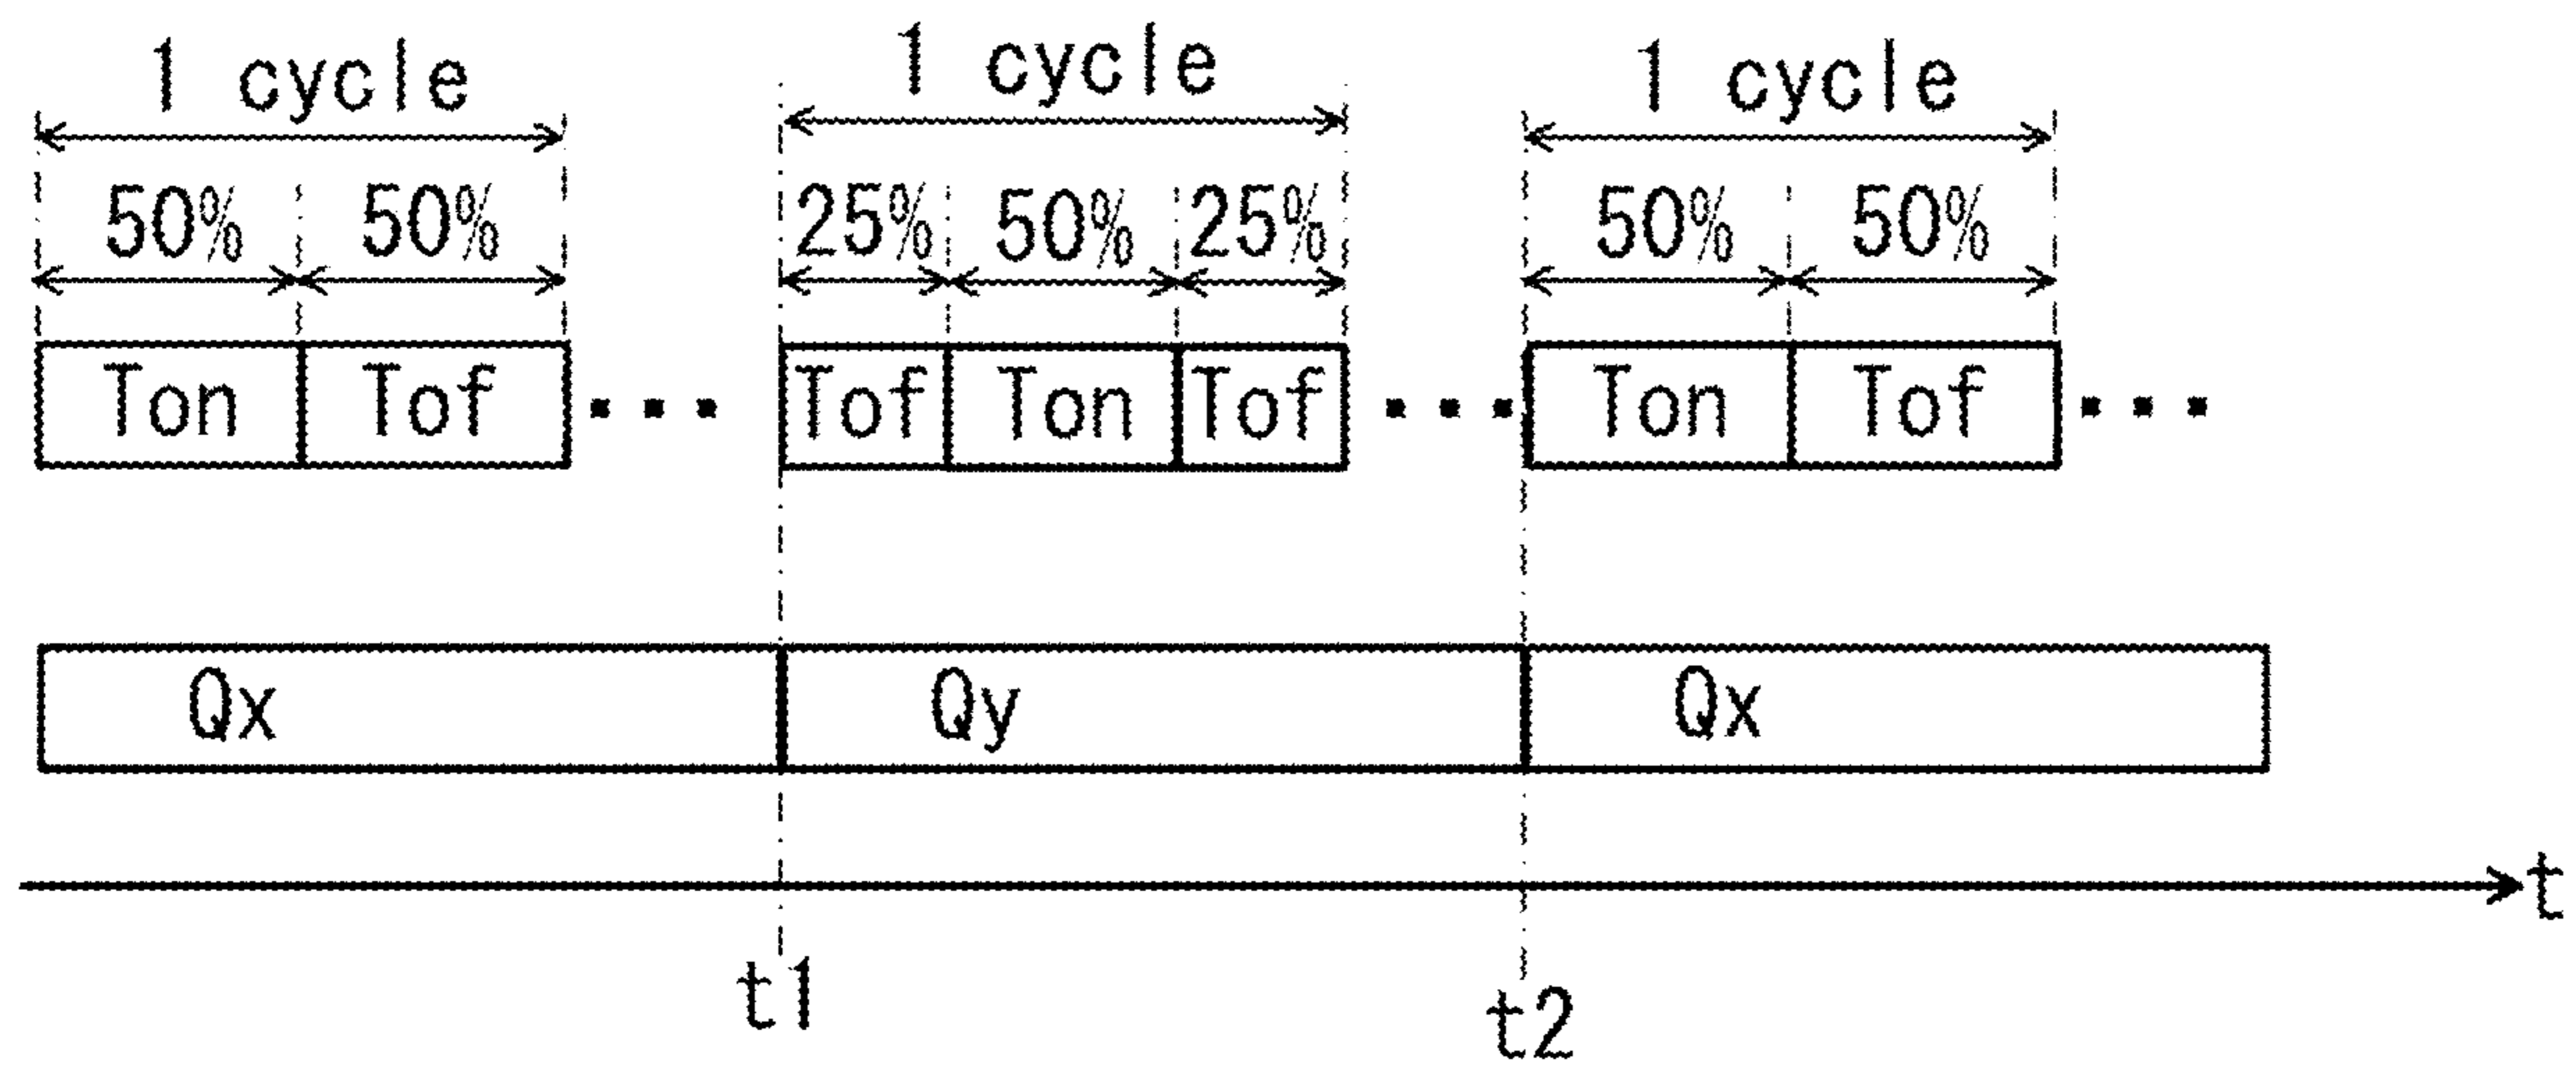 1 cycle 1 cycle 1 cycle
50% 50% 25% 50% 25% 50% 50%
Ton Tof ... Tof Ton Tof ... Ton Tof ...
Qx Qy Qx
t
t1 t2